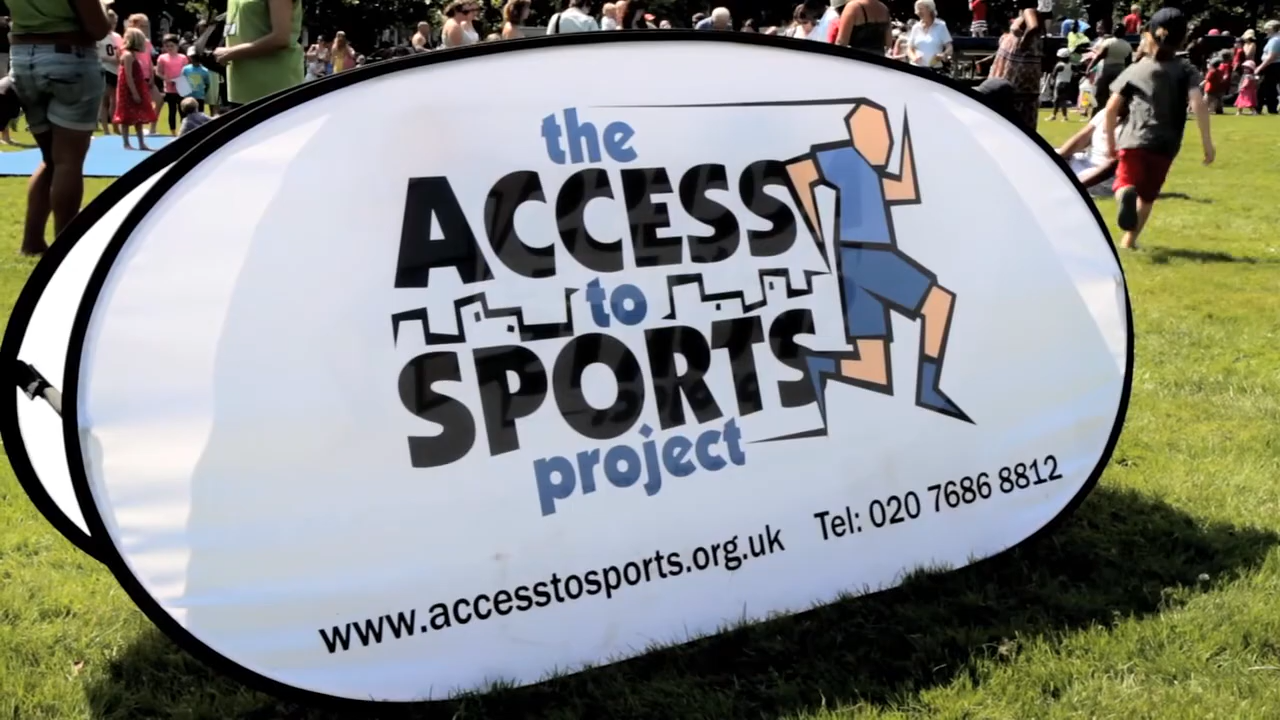 the
ACCESS
to
SPORTS
project
www.accesstosports.org.uk Tel: 020 7686 8812